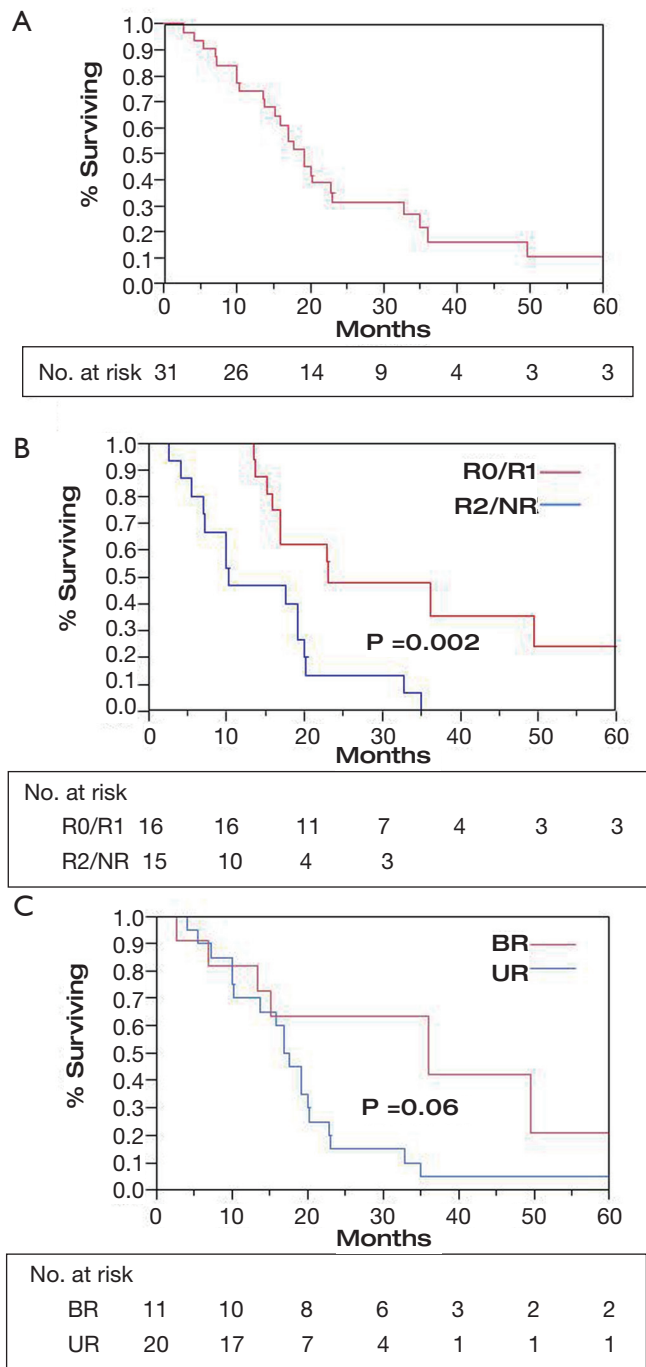 A
% Surviving
1.0
0.9
0.8
0.7
0.6
0.5
0.4
0.3
0.2
0.1
0.0
0 10 20 30 40 50 60
Months
No. at risk 31 26 14 9 4 3 3
B
% Surviving
1.0
0.9
0.8
0.7
0.6
0.5
0.4
0.3
0.2
0.1
0.0
R0/R1
R2/NR
P =0.002
0 10 20 30 40 50 60
Months
No. at risk
R0/R1 16 16 11 7 4 3 3
R2/NR 15 10 4 3
C
% Surviving
1.0
0.9
0.8
0.7
0.6
0.5
0.4
0.3
0.2
0.1
0.0
BR
UR
P =0.06
0 10 20 30 40 50 60
Months
No. at risk
BR 11 10 8 6 3 2 2
UR 20 17 7 4 1 1 1